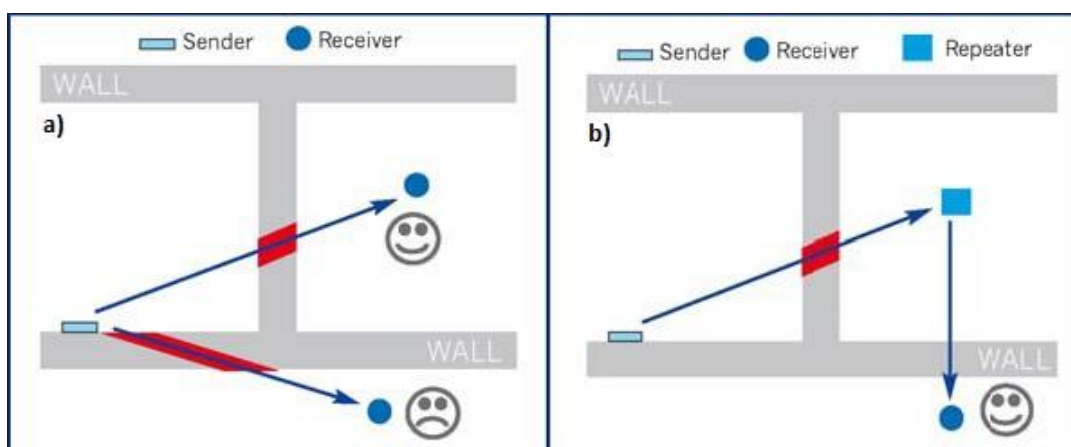 Sender Receiver
WALL
a)
WALL
Sender Receiver Repeater
WALL
b)
WALL